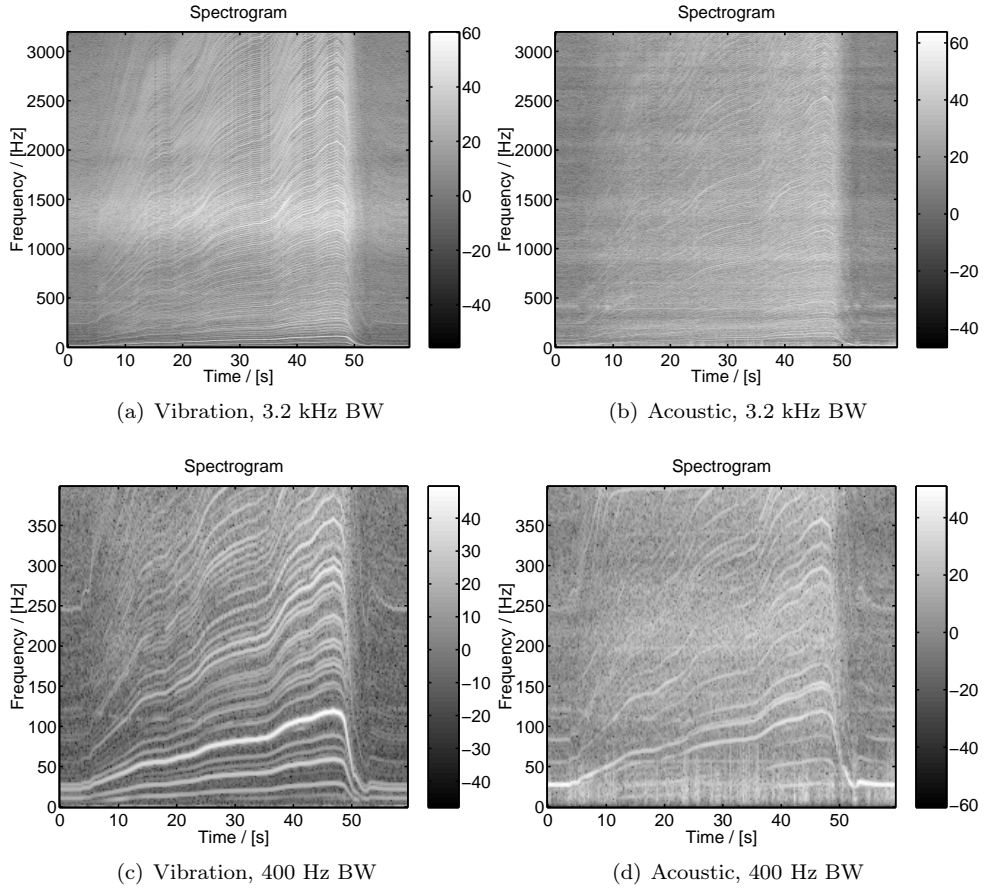 Spectrogram
Frequency / [Hz]
3000
2500
2000
1500
1000
500
0
0 10 20 30 40 50
Time / [s]
60
40
20
0
−20
−40
(a) Vibration, 3.2 kHz BW
Spectrogram
Frequency / [Hz]
3000
2500
2000
1500
1000
500
0
0 10 20 30 40 50
Time / [s]
60
40
20
0
−20
−40
(b) Acoustic, 3.2 kHz BW
Spectrogram
Frequency / [Hz]
350
300
250
200
150
100
50
0
0 10 20 30 40 50
Time / [s]
40
30
20
10
0
−10
−20
−30
−40
(c) Vibration, 400 Hz BW
Spectrogram
Frequency / [Hz]
350
300
250
200
150
100
50
0
0 10 20 30 40 50
Time / [s]
40
20
0
−20
−40
−60
(d) Acoustic, 400 Hz BW